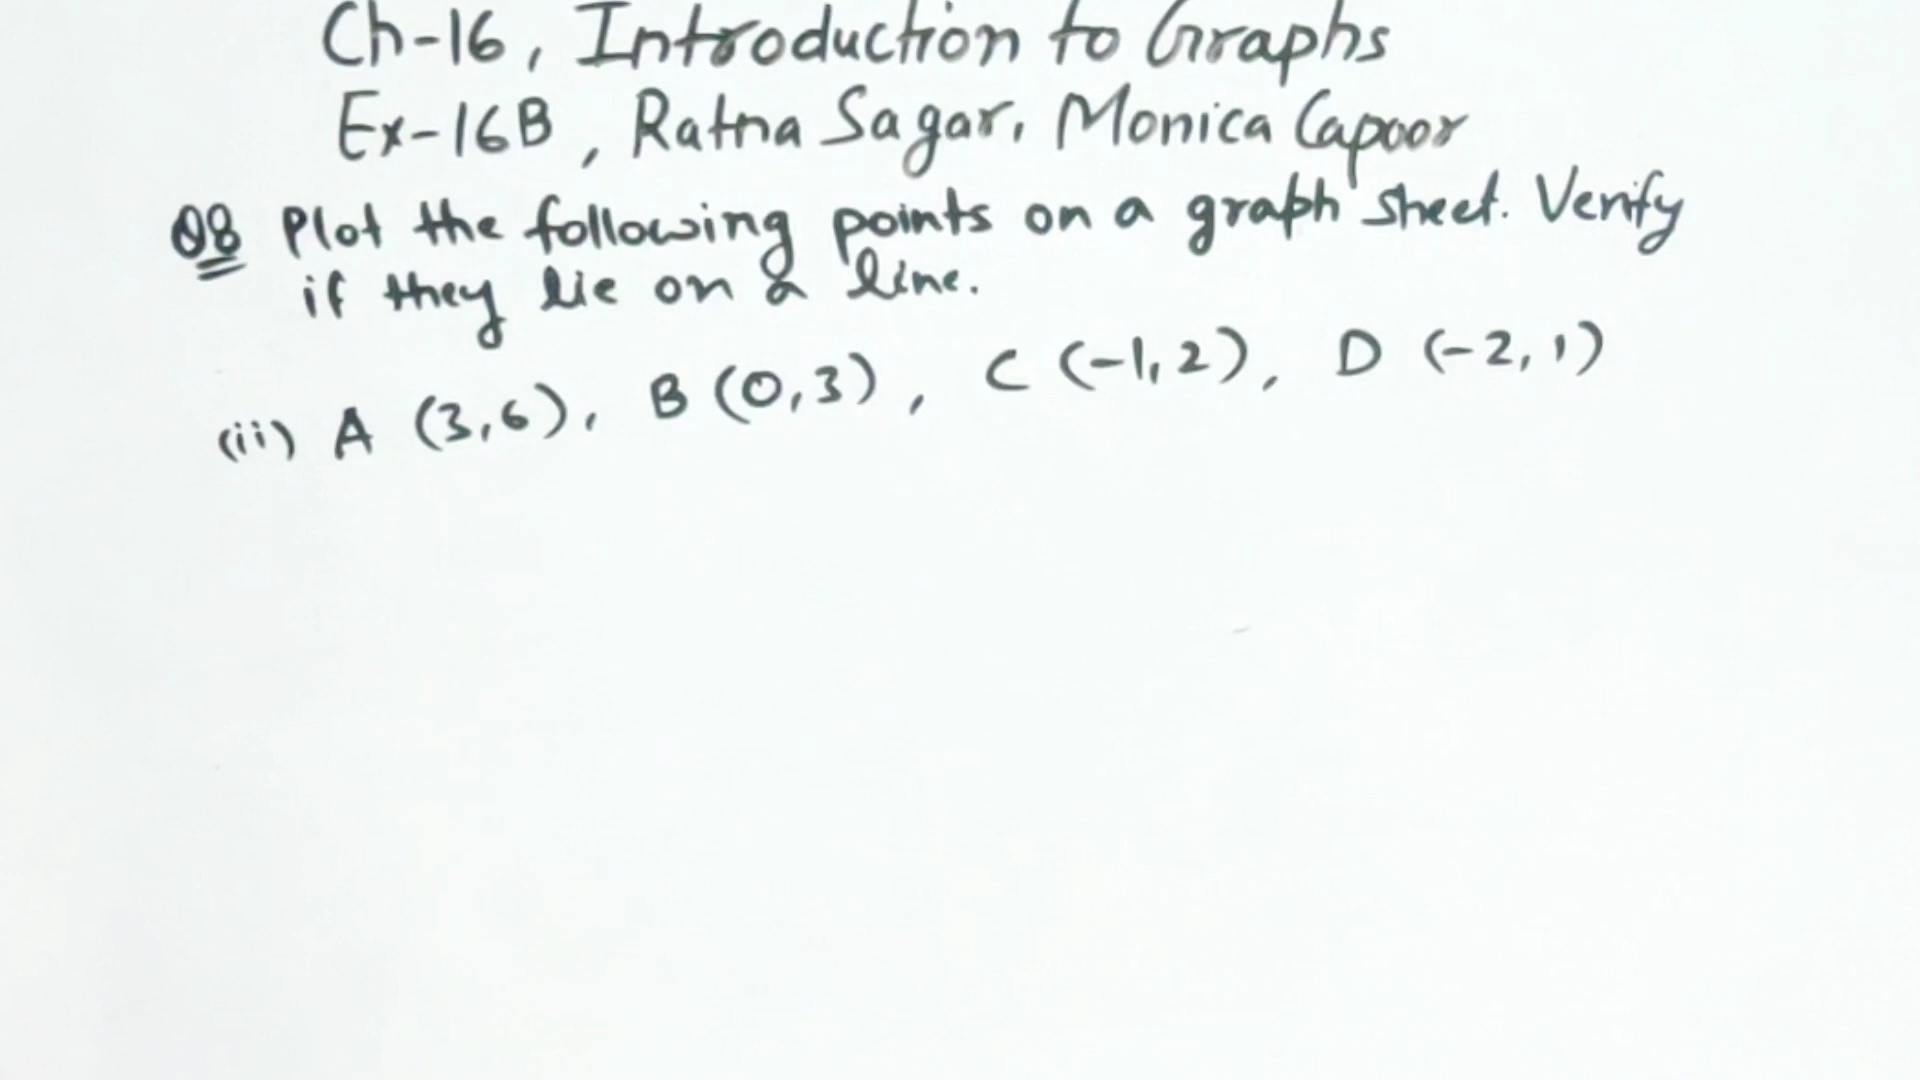 Ch-16, Introduction to Graphs
Ex-16B, Ratna Sagar, Monica Capoor
Q8 Plot the following points on a graph sheet. Verify
if they lie on a line.
(ii) A (3,6), B (0,3), C (-1,2), D (-2,1)